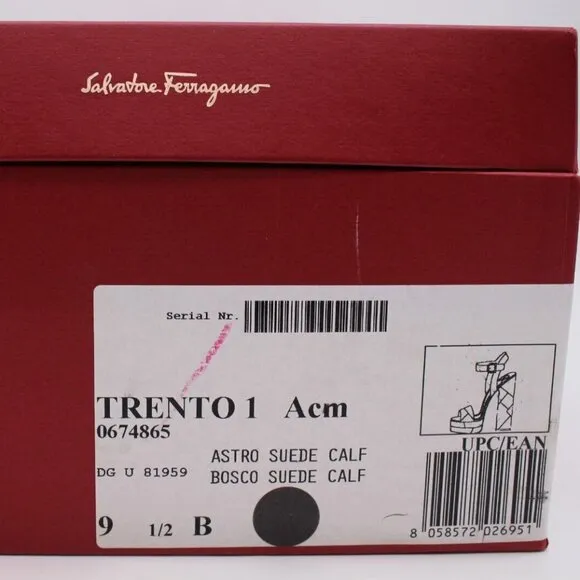 Salvatore Ferragamo
Serial Nr.
TRENTO 1 Acm
0674865
ASTRO SUEDE CALF
DG U 81959 BOSCO SUEDE CALF
UPC/EAN
9 1/2 B
8 058572 026951